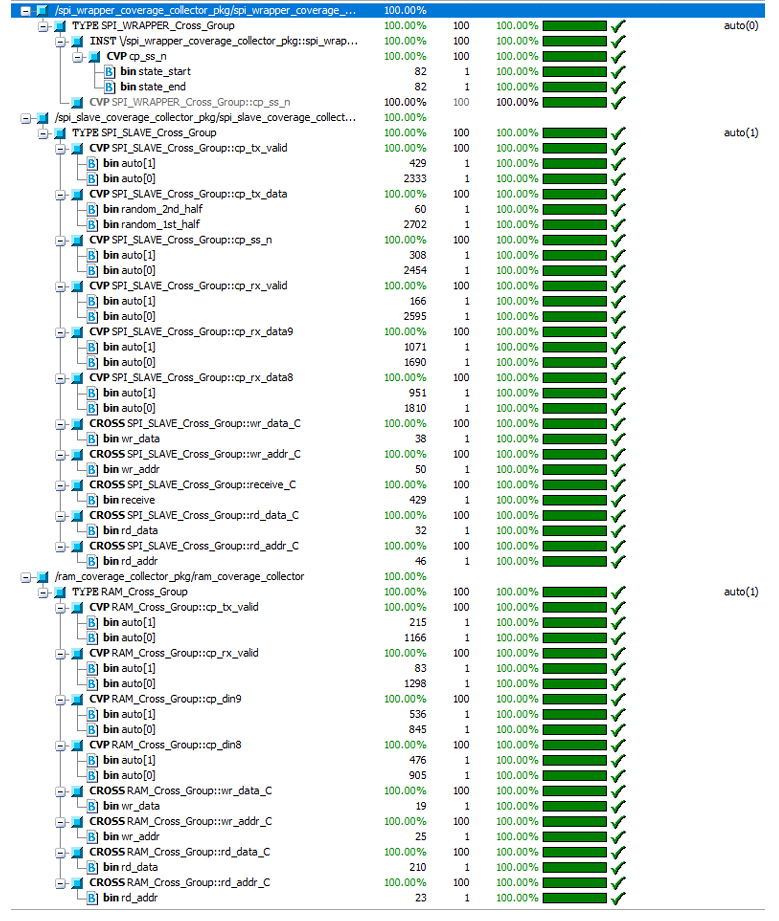 /spi_wrapper_coverage_collector_pkg/spi_wrapper_coverage_... 100.00%
TYPE SPI_WRAPPER_Cross_Group 100.00% 100 100.00% auto(0)
INST \/spi_wrapper_coverage_collector_pkg::spi_wrap... 100.00% 100 100.00%
CVP cp_ss_n 100.00% 100 100.00%
B bin state_start 82 1 100.00%
B bin state_end 82 1 100.00%
CVP SPI_WRAPPER_Cross_Group::cp_ss_n 100.00% 100 100.00%
/spi_slave_coverage_collector_pkg/spi_slave_coverage_collect... 100.00%
TYPE SPI_SLAVE_Cross_Group 100.00% 100 100.00% auto(1)
CVP SPI_SLAVE_Cross_Group::cp_tx_valid 100.00% 100 100.00%
B bin auto[1] 429 1 100.00%
B bin auto[0] 2333 1 100.00%
CVP SPI_SLAVE_Cross_Group::cp_tx_data 100.00% 100 100.00%
B bin random_2nd_half 60 1 100.00%
B bin random_1st_half 2702 1 100.00%
CVP SPI_SLAVE_Cross_Group::cp_ss_n 100.00% 100 100.00%
B bin auto[1] 308 1 100.00%
B bin auto[0] 2454 1 100.00%
CVP SPI_SLAVE_Cross_Group::cp_rx_valid 100.00% 100 100.00%
B bin auto[1] 166 1 100.00%
B bin auto[0] 2595 1 100.00%
CVP SPI_SLAVE_Cross_Group::cp_rx_data9 100.00% 100 100.00%
B bin auto[1] 1071 1 100.00%
B bin auto[0] 1690 1 100.00%
CVP SPI_SLAVE_Cross_Group::cp_rx_data8 100.00% 100 100.00%
B bin auto[1] 951 1 100.00%
B bin auto[0] 1810 1 100.00%
CROSS SPI_SLAVE_Cross_Group::wr_data_C 100.00% 100 100.00%
B bin wr_data 38 1 100.00%
CROSS SPI_SLAVE_Cross_Group::wr_addr_C 100.00% 100 100.00%
B bin wr_addr 50 1 100.00%
CROSS SPI_SLAVE_Cross_Group::receive_C 100.00% 100 100.00%
B bin receive 429 1 100.00%
CROSS SPI_SLAVE_Cross_Group::rd_data_C 100.00% 100 100.00%
B bin rd_data 32 1 100.00%
CROSS SPI_SLAVE_Cross_Group::rd_addr_C 100.00% 100 100.00%
B bin rd_addr 46 1 100.00%
/ram_coverage_collector_pkg/ram_coverage_collector 100.00%
TYPE RAM_Cross_Group 100.00% 100 100.00% auto(1)
CVP RAM_Cross_Group::cp_tx_valid 100.00% 100 100.00%
B bin auto[1] 215 1 100.00%
B bin auto[0] 1166 1 100.00%
CVP RAM_Cross_Group::cp_rx_valid 100.00% 100 100.00%
B bin auto[1] 83 1 100.00%
B bin auto[0] 1298 1 100.00%
CVP RAM_Cross_Group::cp_din9 100.00% 100 100.00%
B bin auto[1] 536 1 100.00%
B bin auto[0] 845 1 100.00%
CVP RAM_Cross_Group::cp_din8 100.00% 100 100.00%
B bin auto[1] 476 1 100.00%
B bin auto[0] 905 1 100.00%
CROSS RAM_Cross_Group::wr_data_C 100.00% 100 100.00%
B bin wr_data 19 1 100.00%
CROSS RAM_Cross_Group::wr_addr_C 100.00% 100 100.00%
B bin wr_addr 25 1 100.00%
CROSS RAM_Cross_Group::rd_data_C 100.00% 100 100.00%
B bin rd_data 210 1 100.00%
CROSS RAM_Cross_Group::rd_addr_C 100.00% 100 100.00%
B bin rd_addr 23 1 100.00%